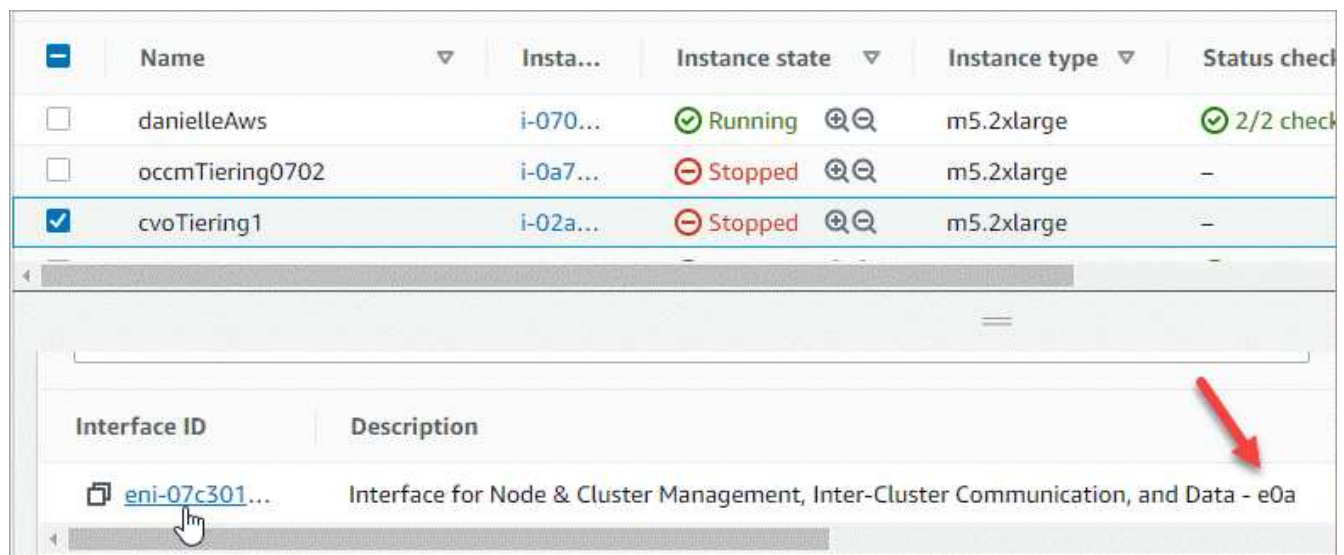 Name Insta... Instance state Instance type Status check
danielleAws i-070... Running m5.2xlarge 2/2 check
occmTiering0702 i-0a7... Stopped m5.2xlarge –
cvoTiering1 i-02a... Stopped m5.2xlarge –
Interface ID Description
eni-07c301... Interface for Node & Cluster Management, Inter-Cluster Communication, and Data - e0a